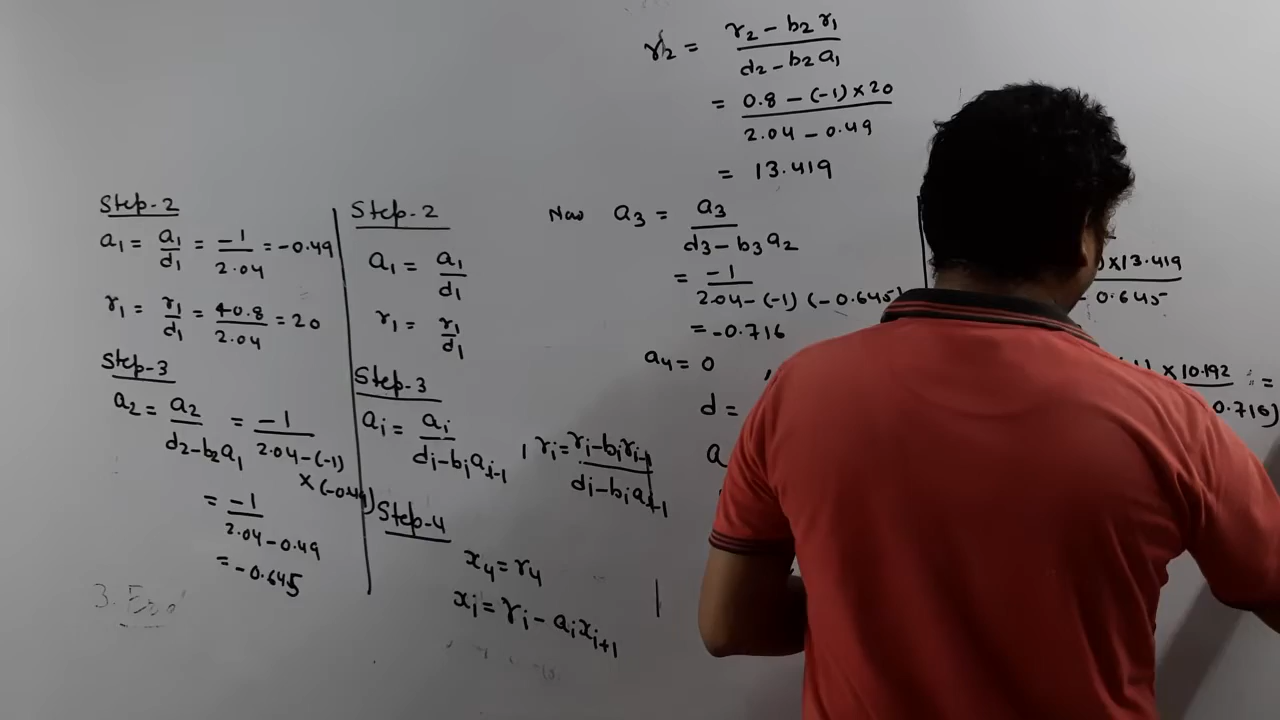 r2 = r2 - b2 r1 / d2 - b2 a1
= 0.8 - (-1) × 20 / 2.04 - 0.49
= 13.419
Step-2
a1 = a1 / d1 = -1 / 2.04 = -0.49
r1 = r1 / d1 = 40.8 / 2.04 = 20
Step-3
a2 = a2 / d2 - b2 a1 = -1 / 2.04 - (-1) × (-0.49)
= -1 / 2.04 - 0.49
= -0.645
3.
Step-2
a1 = a1 / d1
r1 = r1 / d1
Step-3
ai = ai / di - bi ai-1 , ri = ri - bi ri-1 / di - bi ai-1
Step-4
x4 = r4
xi = ri - ai xi+1
Now a3 = a3 / d3 - b3 a2
= -1 / 2.04 - (-1) (-0.645)
= -0.716
a4 = 0 ,
d =
a
) × 13.419
- 0.645
) × 10.192 =
0.716)